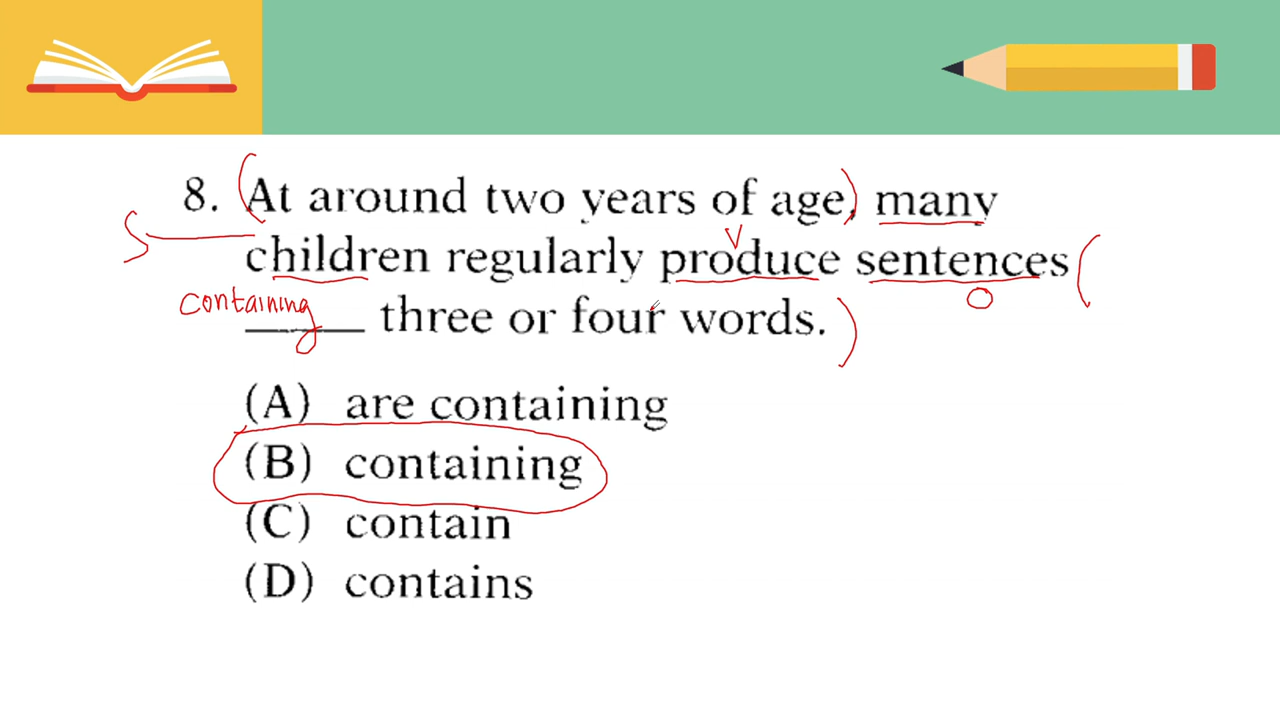 8. At around two years of age, many
S
V
children regularly produce sentences
O
containing
____ three or four words.
(A) are containing
(B) containing
(C) contain
(D) contains